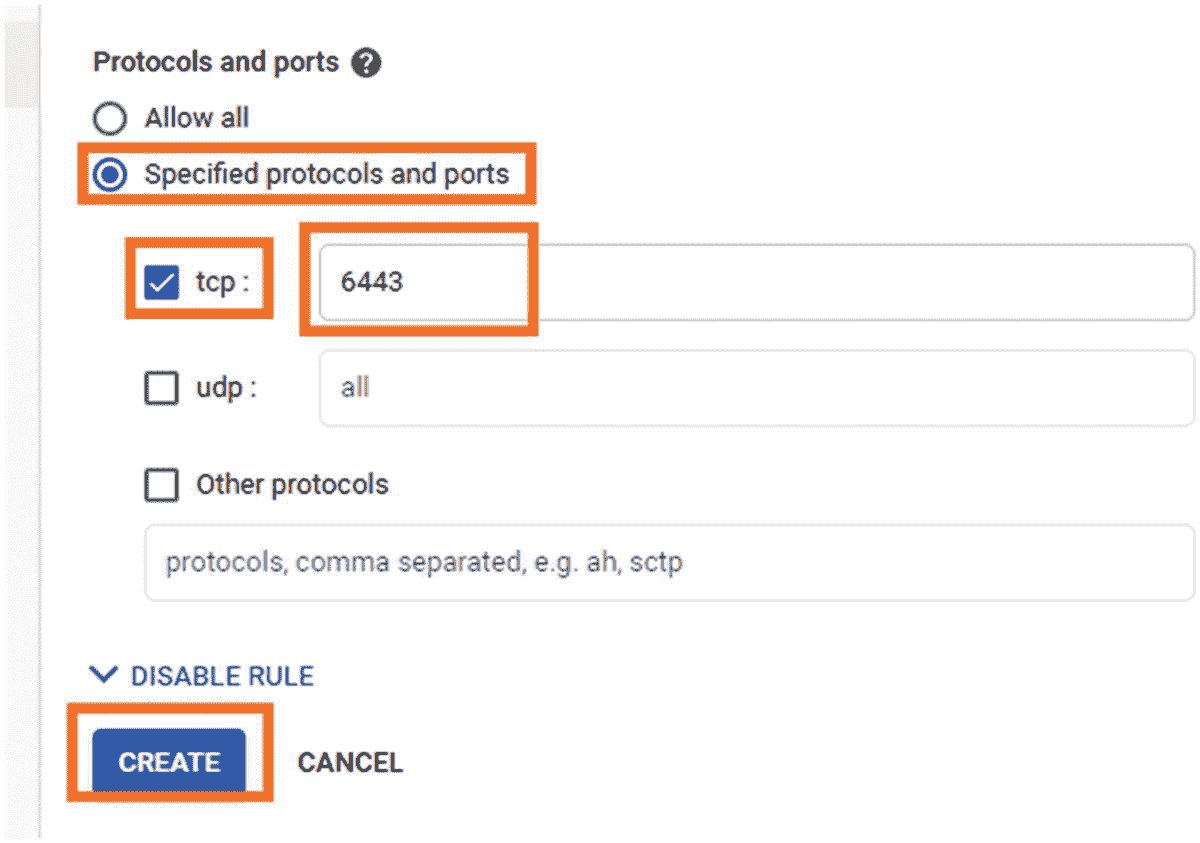 Protocols and ports ?
Allow all
Specified protocols and ports
tcp : 6443
udp : all
Other protocols
protocols, comma separated, e.g. ah, sctp
DISABLE RULE
CREATE CANCEL